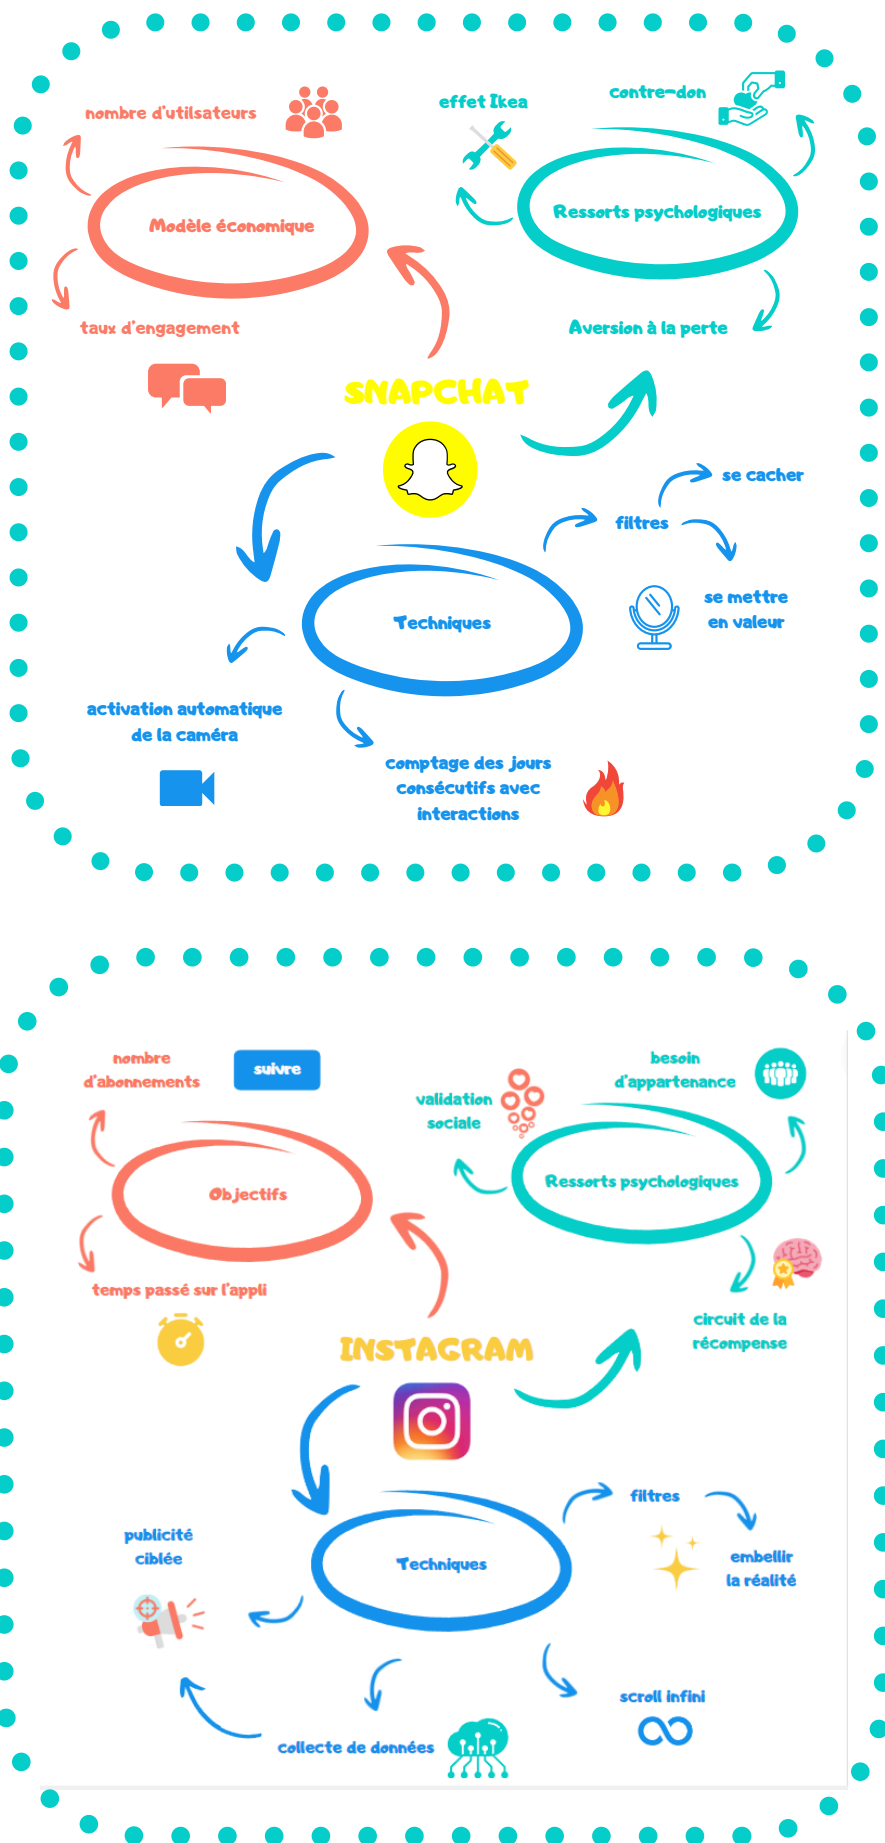 nombre d'utilsateurs
effet Ikea
contre-don
Modèle économique
Ressorts psychologiques
taux d'engagement
Aversion à la perte
SNAPCHAT
se cacher
filtres
se mettre
en valeur
Techniques
activation automatique
de la caméra
comptage des jours
consécutifs avec
interactions
nombre
d'abonnements
suivre
validation
sociale
besoin
d'appartenance
Objectifs
Ressorts psychologiques
temps passé sur l'appli
circuit de la
récompense
INSTAGRAM
filtres
embellir
la réalité
publicité
ciblée
Techniques
scroll infini
collecte de données